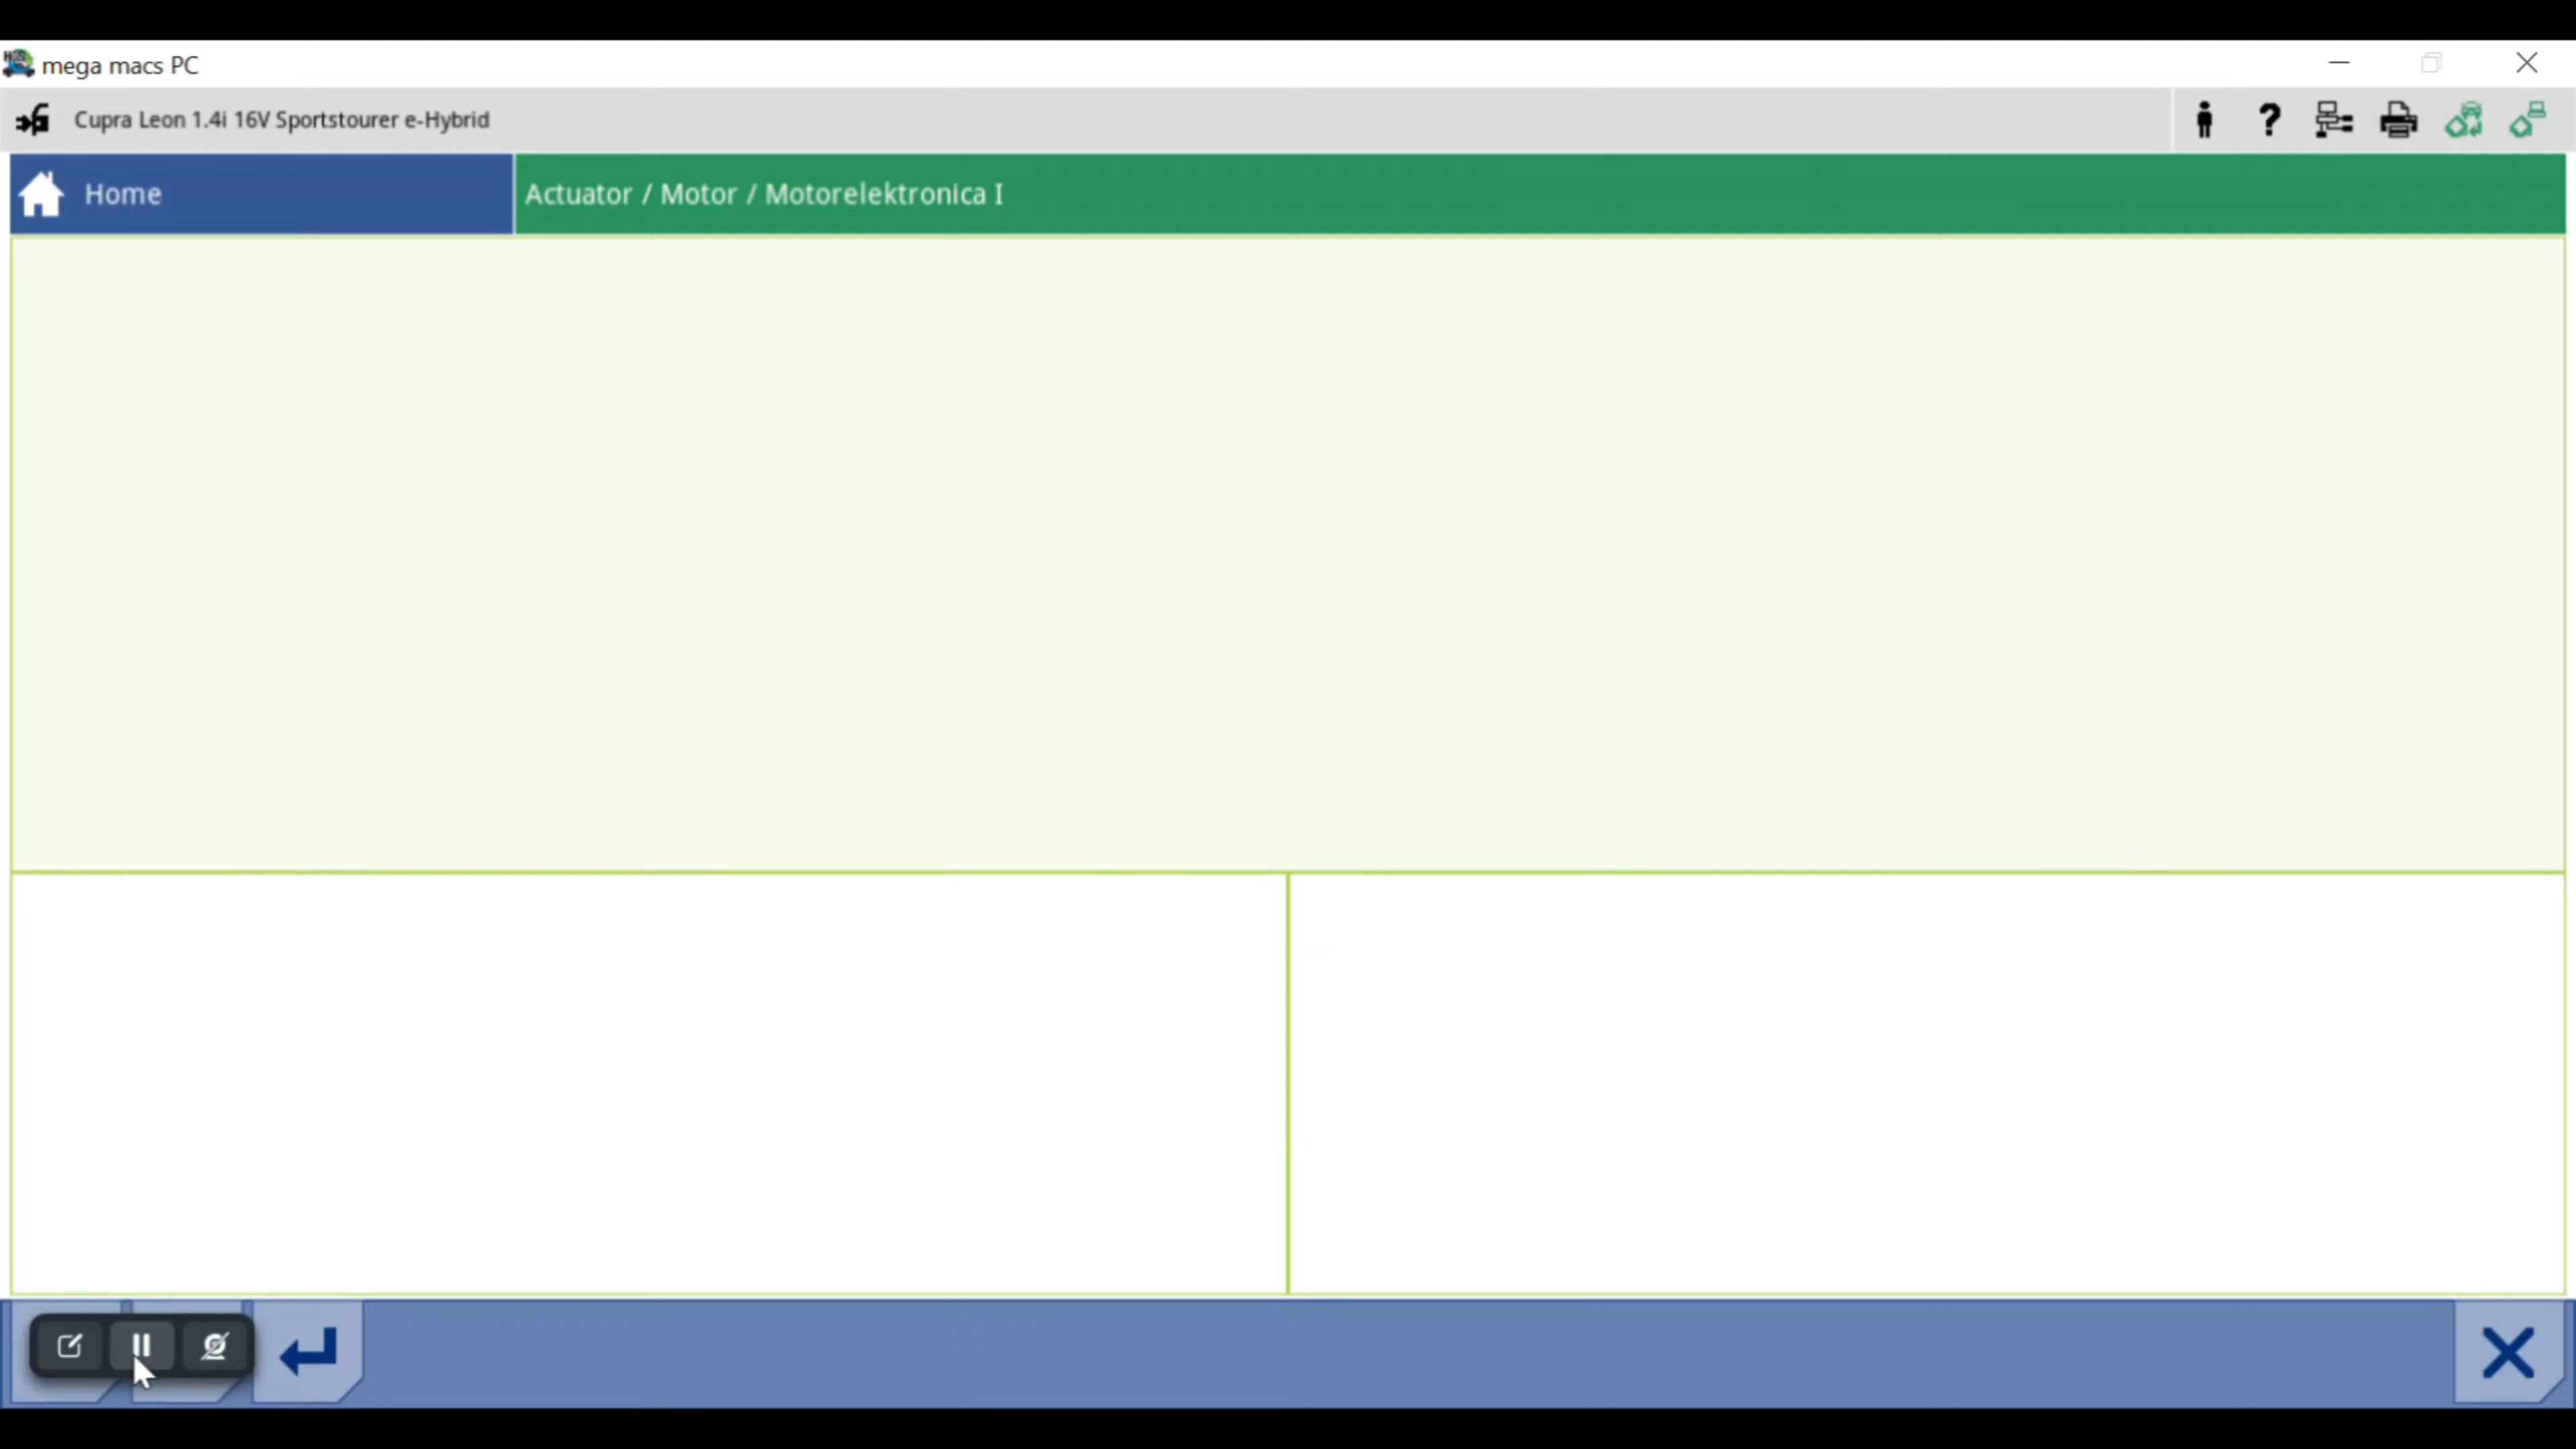 mega macs PC
Cupra Leon 1.4i 16V Sportstourer e-Hybrid
?
Home
Actuator / Motor / Motorelektronica I